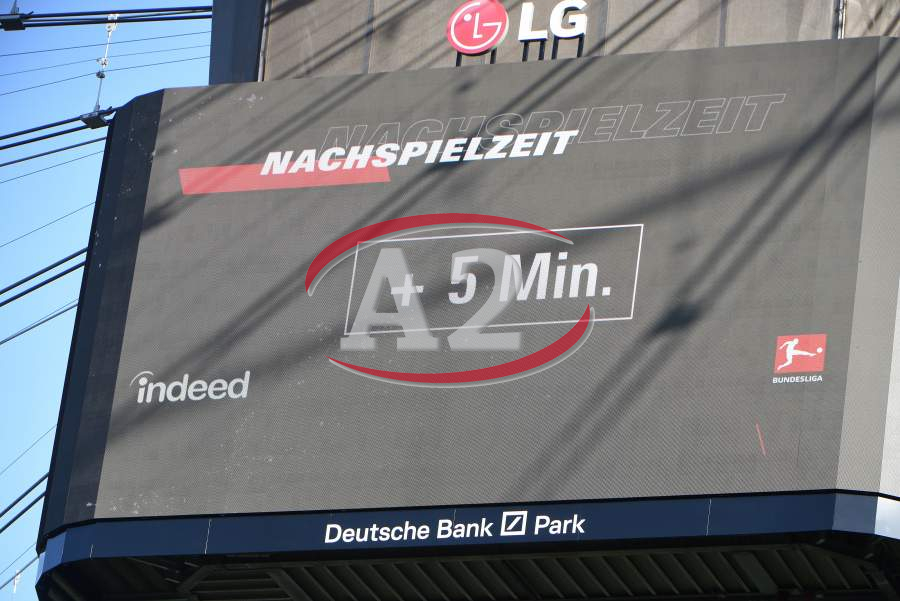 LG
NACHSPIELZEIT
NACHSPIELZEIT
+ 5 Min.
A2
indeed
BUNDESLIGA
Deutsche Bank Park